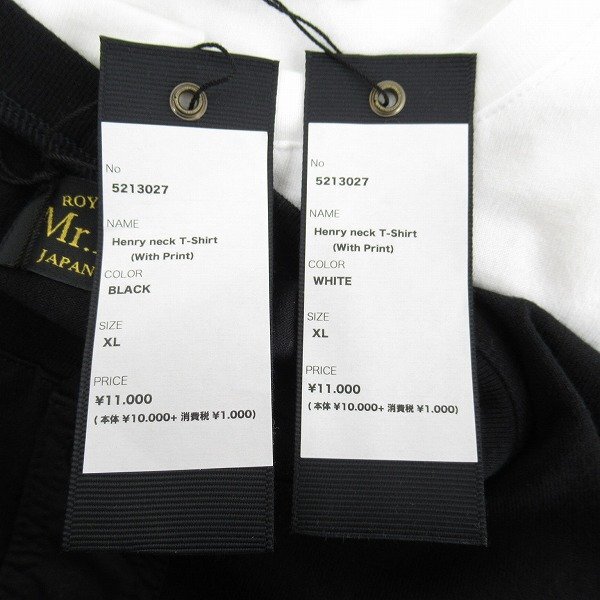 ROY
Mr.
JAPAN
No
5213027
NAME
Henry neck T-Shirt
(With Print)
COLOR
BLACK
SIZE
XL
PRICE
¥11.000
( 本体 ¥10.000+ 消費税 ¥1.000)
No
5213027
NAME
Henry neck T-Shirt
(With Print)
COLOR
WHITE
SIZE
XL
PRICE
¥11.000
( 本体 ¥10.000+ 消費税 ¥1.000)